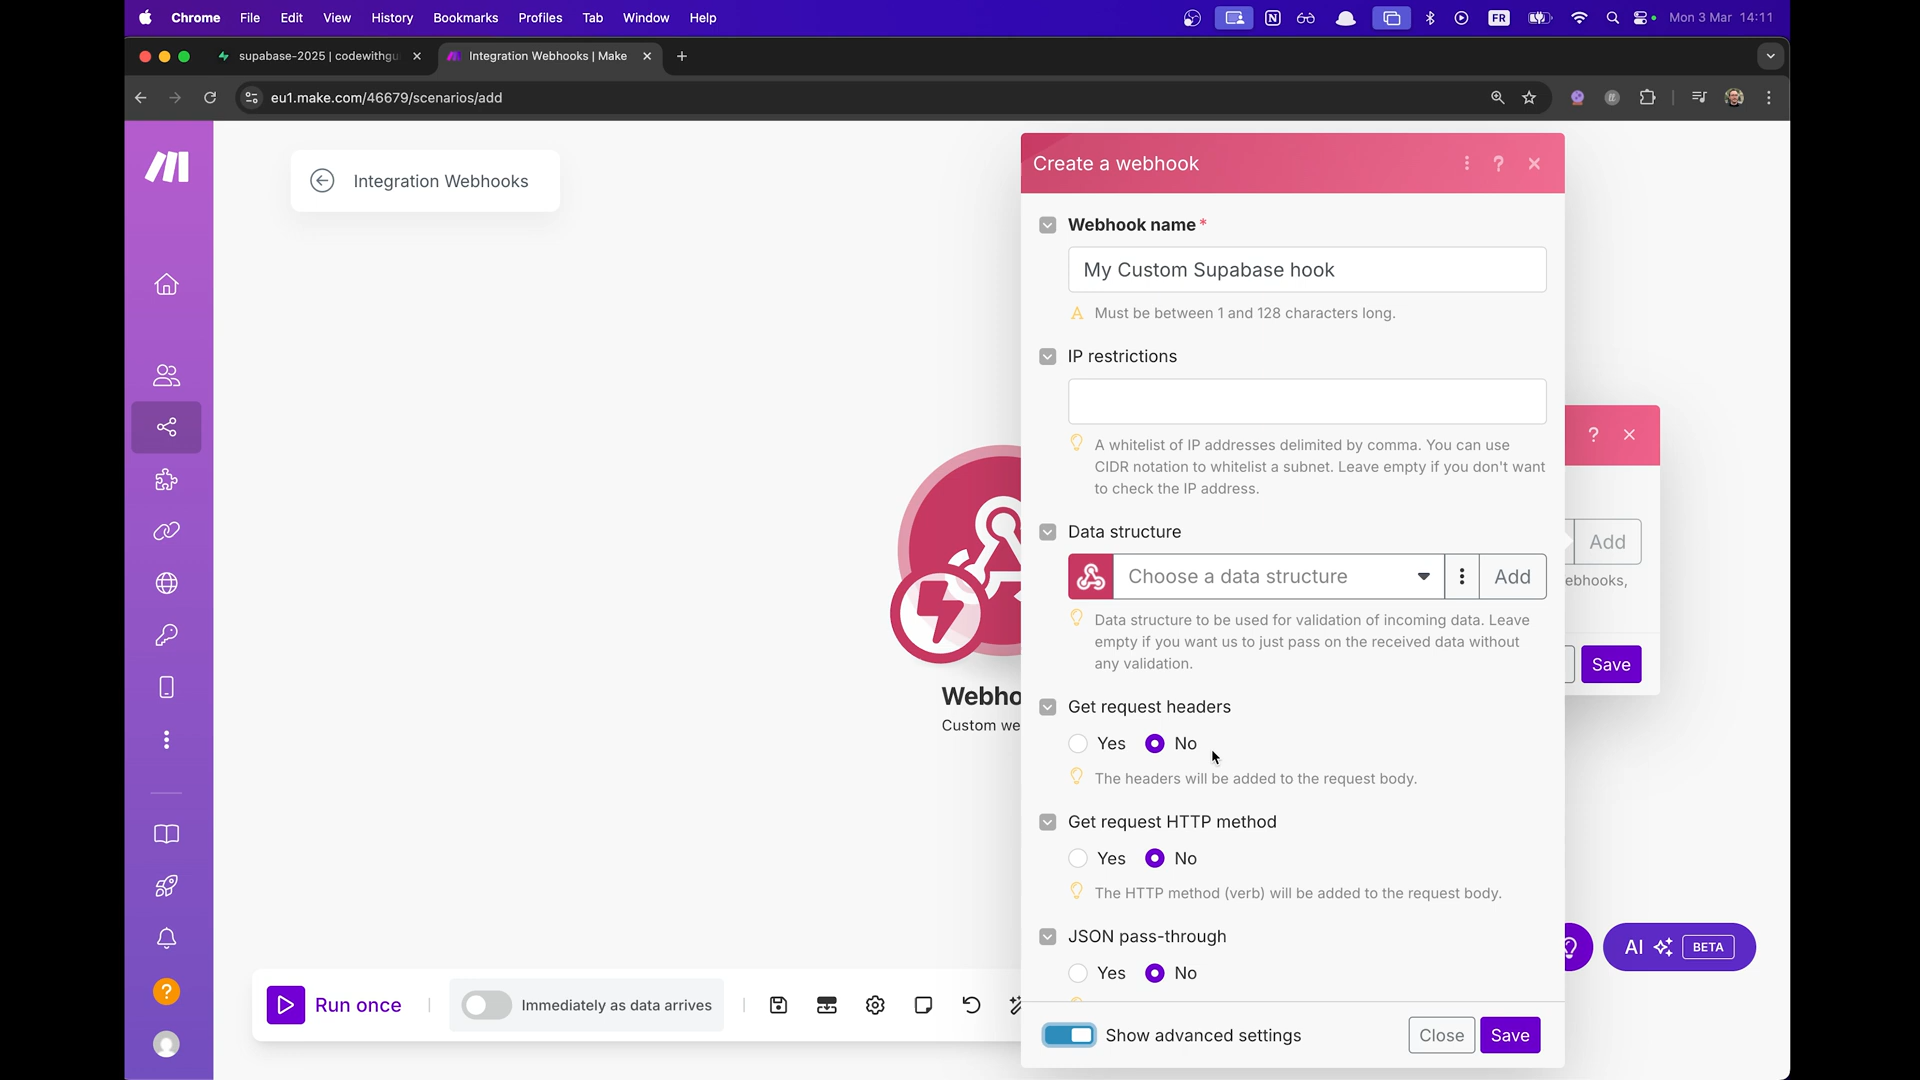 Chrome File Edit View History Bookmarks Profiles Tab Window Help
FR
Mon 3 Mar 14:11
supabase-2025 | codewithgu
Integration Webhooks | Make
eu1.make.com/46679/scenarios/add
Integration Webhooks
Create a webhook
Webhook name *
My Custom Supabase hook
Must be between 1 and 128 characters long.
IP restrictions
A whitelist of IP addresses delimited by comma. You can use
CIDR notation to whitelist a subnet. Leave empty if you don't want
to check the IP address.
Data structure
Choose a data structure
Add
Data structure to be used for validation of incoming data. Leave
empty if you want us to just pass on the received data without
any validation.
Get request headers
Yes No
The headers will be added to the request body.
Get request HTTP method
Yes No
The HTTP method (verb) will be added to the request body.
JSON pass-through
Yes No
Show advanced settings
Close
Save
Add
ebhooks,
Save
Webho
Custom we
AI BETA
Run once
Immediately as data arrives